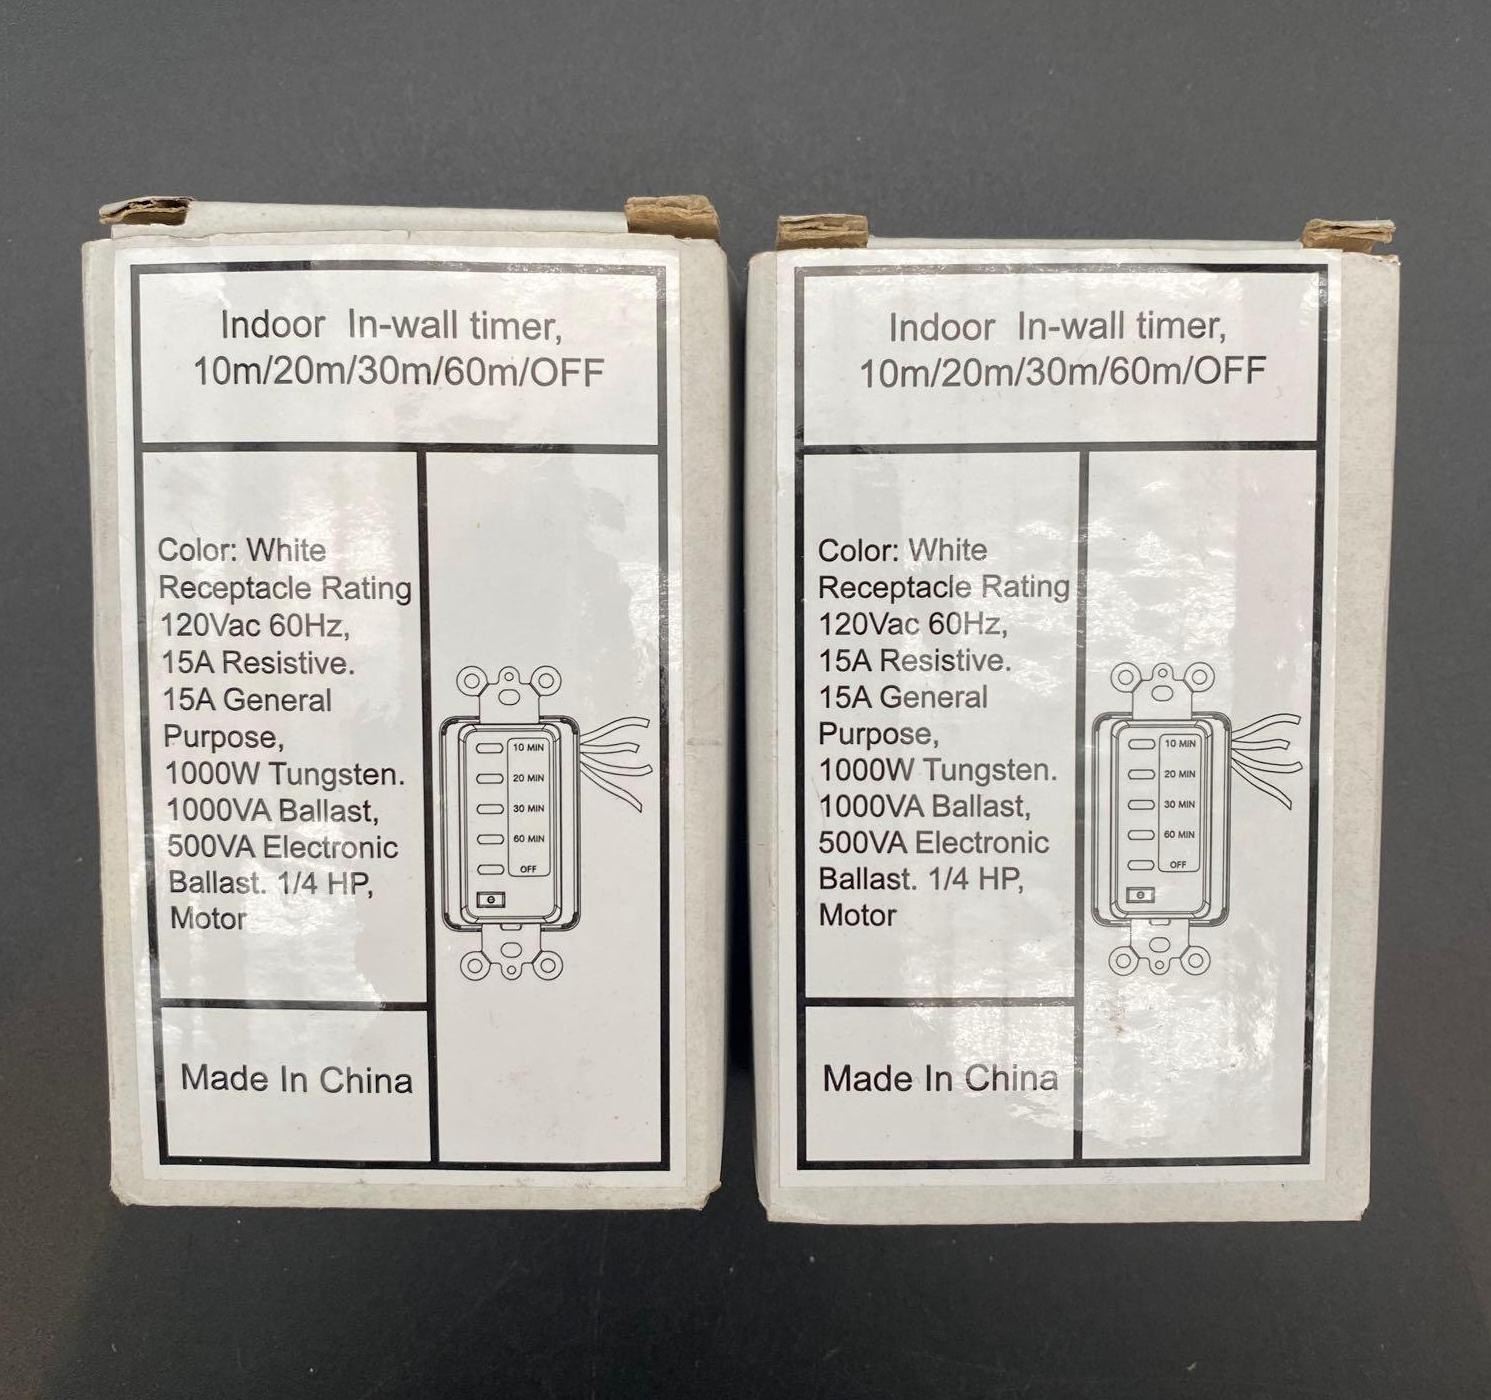 Indoor In-wall timer,
10m/20m/30m/60m/OFF
Color: White
Receptacle Rating
120Vac 60Hz,
15A Resistive.
15A General
Purpose,
1000W Tungsten.
1000VA Ballast,
500VA Electronic
Ballast. 1/4 HP,
Motor
10 MIN
20 MIN
30 MIN
60 MIN
OFF
Made In China
Indoor In-wall timer,
10m/20m/30m/60m/OFF
Color: White
Receptacle Rating
120Vac 60Hz,
15A Resistive.
15A General
Purpose,
1000W Tungsten.
1000VA Ballast,
500VA Electronic
Ballast. 1/4 HP,
Motor
10 MIN
20 MIN
30 MIN
60 MIN
OFF
Made In China